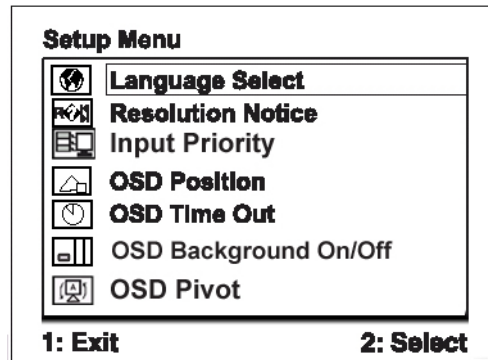 Setup Menu
Language Select
Resolution Notice
Input Priority
OSD Position
OSD Time Out
OSD Background On/Off
OSD Pivot
1: Exit 2: Select